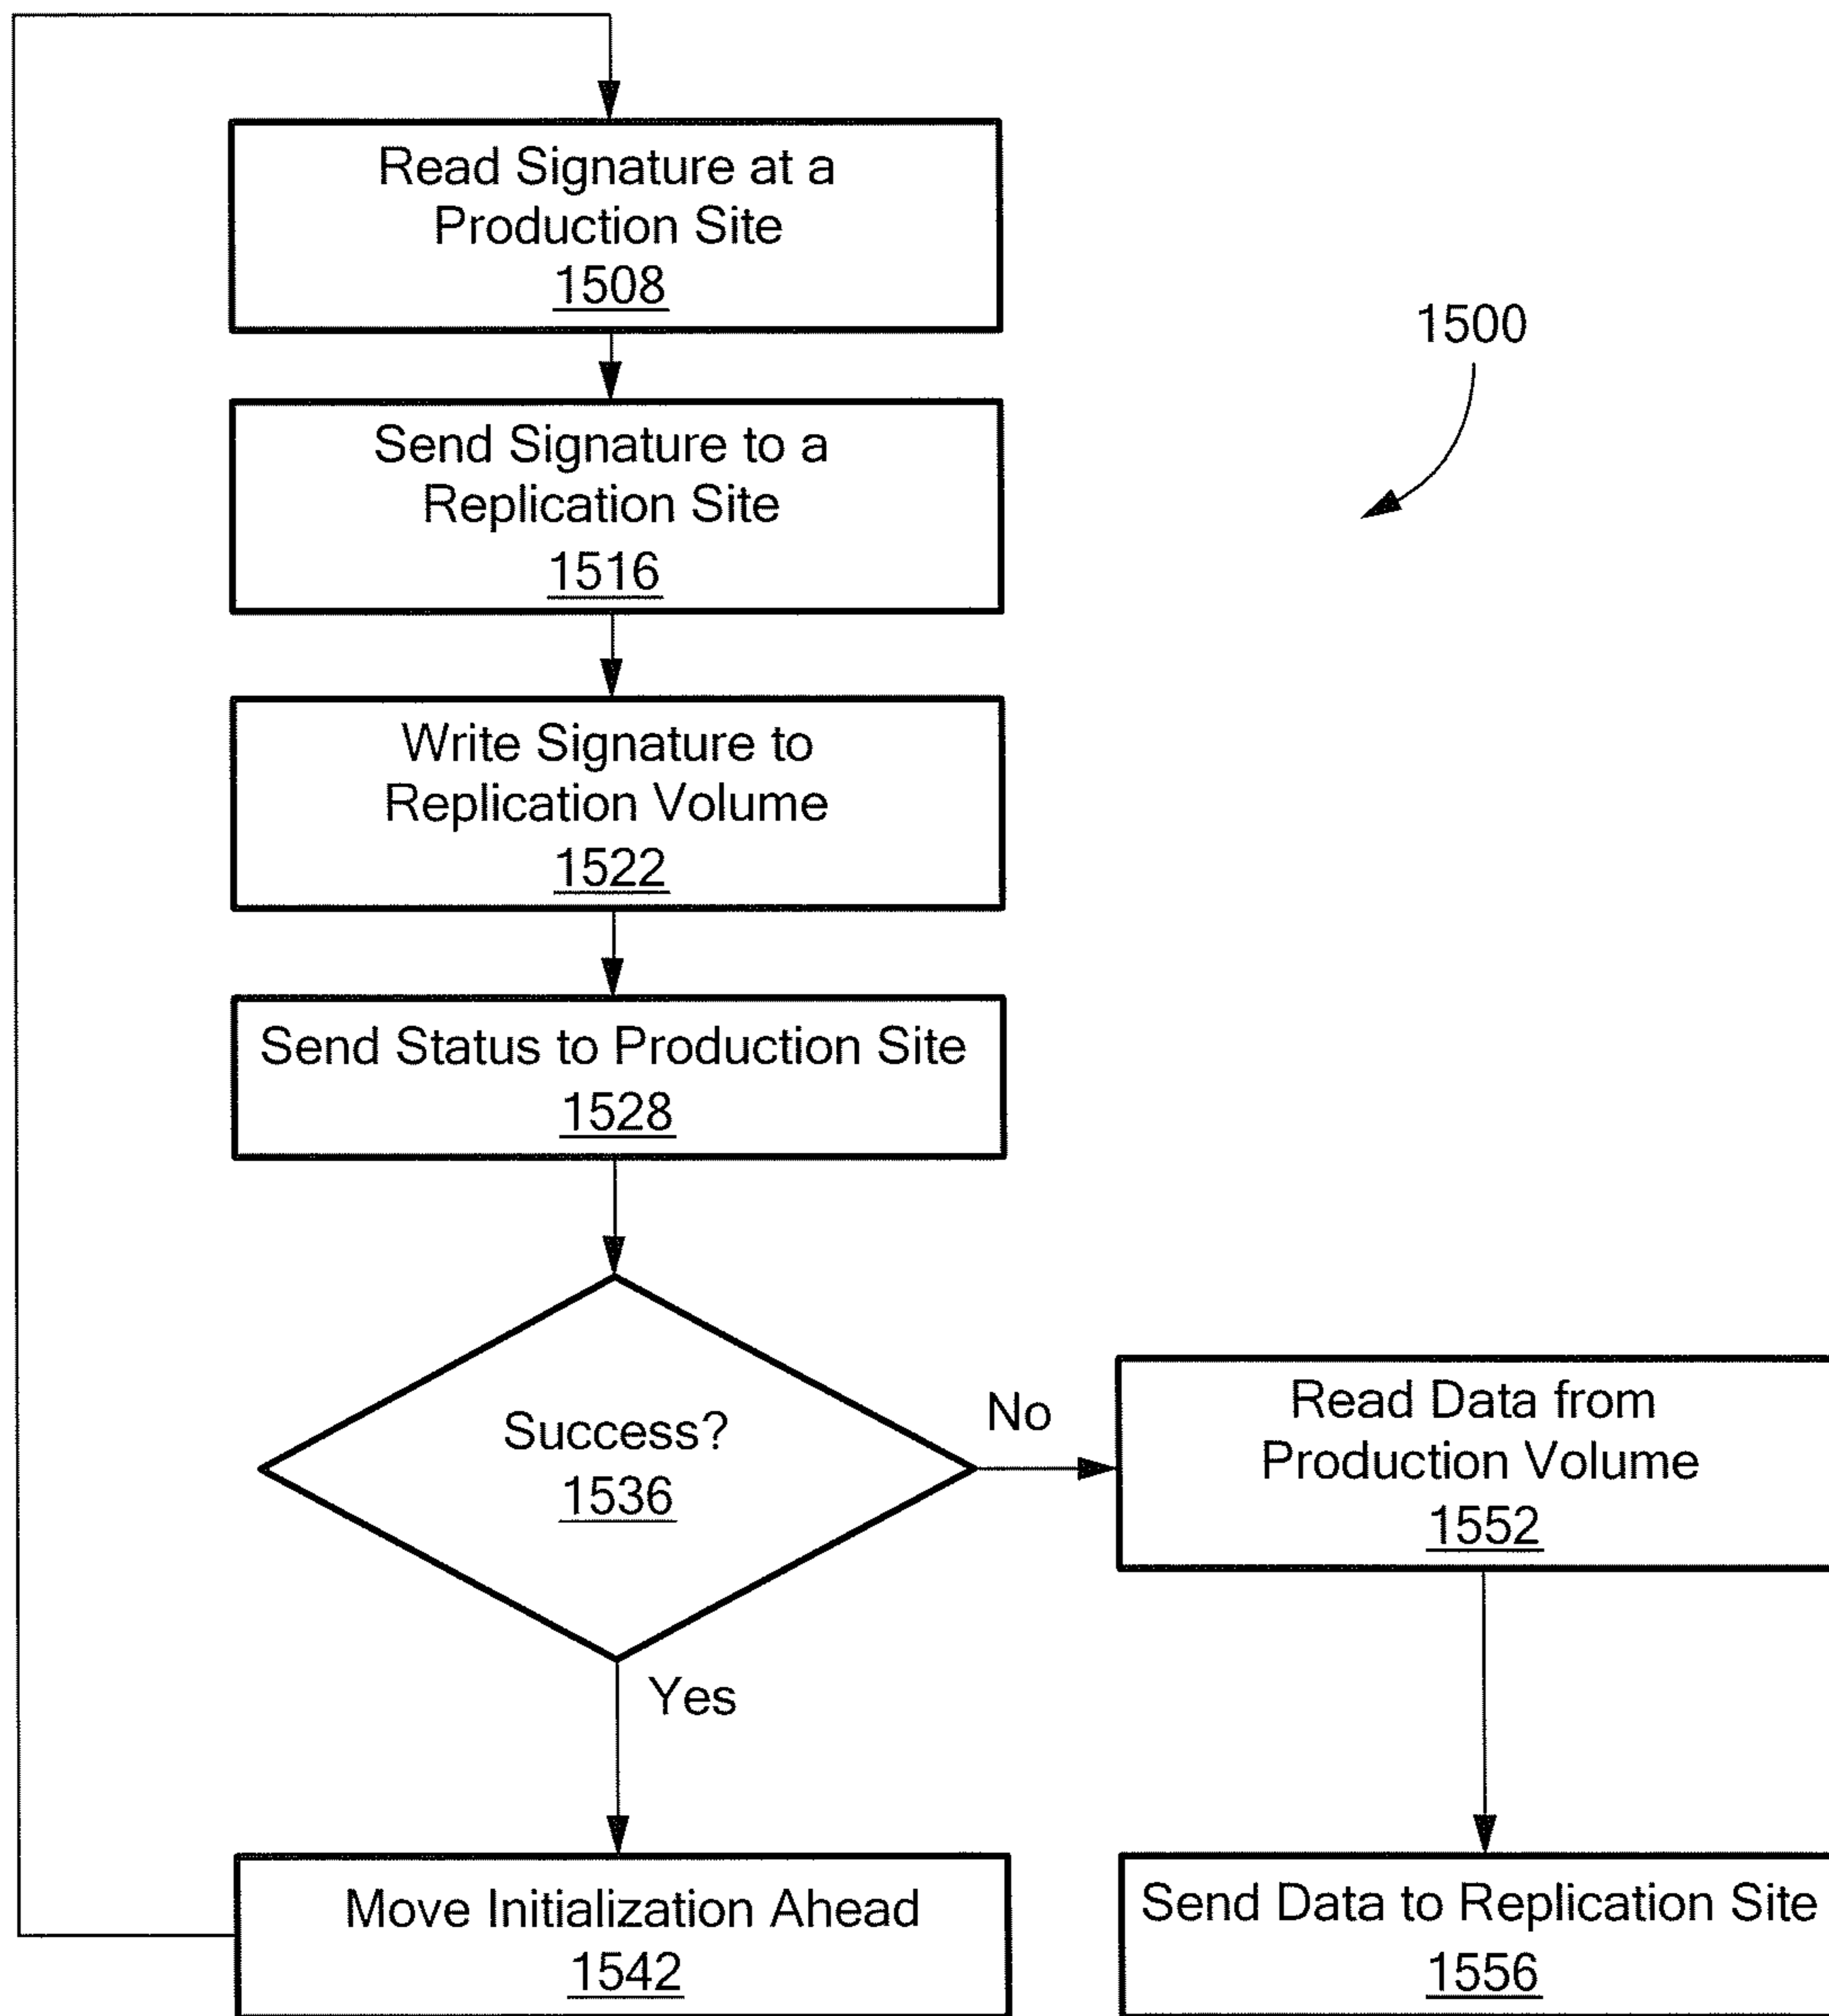 Read Signature at a
Production Site
1508
1500
Send Signature to a
Replication Site
1516
Write Signature to
Replication Volume
1522
Send Status to Production Site
1528
Success?
1536
No
Read Data from
Production Volume
1552
Yes
Move Initialization Ahead
1542
Send Data to Replication Site
1556